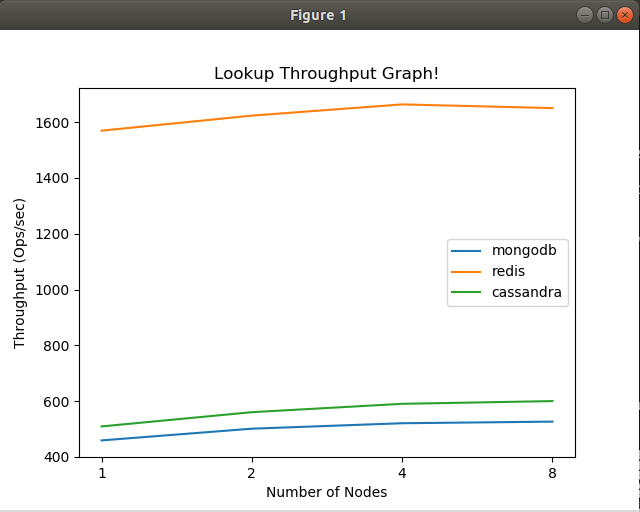 Figure 1
Lookup Throughput Graph!
Throughput (Ops/sec)
1600
1400
1200
1000
800
600
400
mongodb
redis
cassandra
1 2 4 8
Number of Nodes